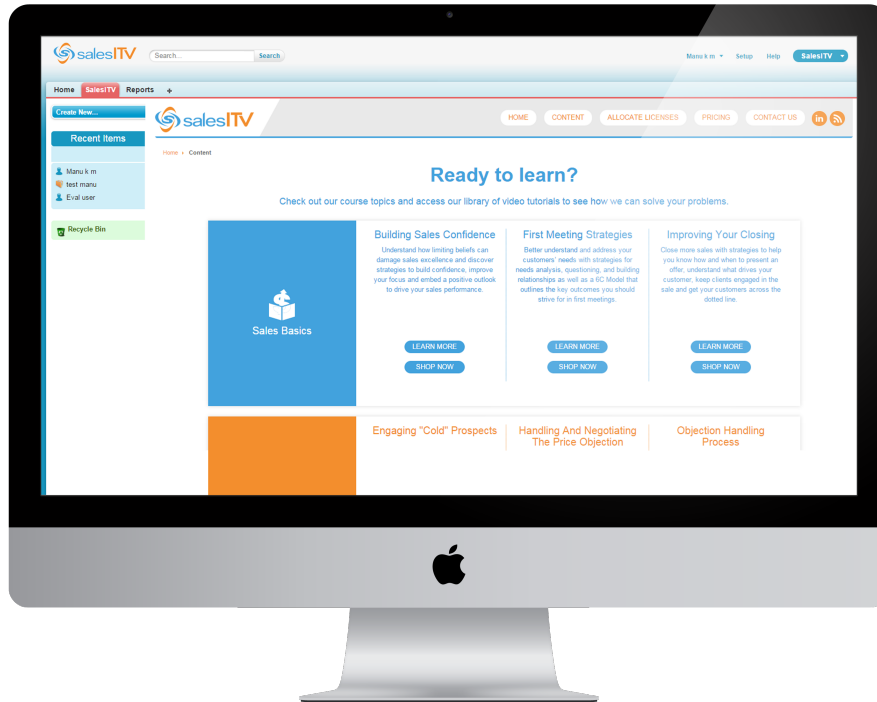 salesITV
Search...
Search
Manu k m
Setup
Help
SalesITV
Home
SalesITV
Reports
+
Create New...
Recent Items
Manu k m
test manu
Eval user
Recycle Bin
salesITV
HOME
CONTENT
ALLOCATE LICENSES
PRICING
CONTACT US
in
Home
Content
Ready to learn?
Check out our course topics and access our library of video tutorials to see how we can solve your problems.
Sales Basics
Building Sales Confidence
Understand how limiting beliefs can
damage sales excellence and discover
strategies to build confidence, improve
your focus and embed a positive outlook
to drive your sales performance.
LEARN MORE
SHOP NOW
First Meeting Strategies
Better understand and address your
customers' needs with strategies for
needs analysis, questioning, and building
relationships as well as a 6C Model that
outlines the key outcomes you should
strive for in first meetings.
LEARN MORE
SHOP NOW
Improving Your Closing
Close more sales with strategies to help
you know how and when to present an
offer, understand what drives your
customer, keep clients engaged in the
sale and get your customers across the
dotted line.
LEARN MORE
SHOP NOW
Engaging "Cold" Prospects
Handling And Negotiating
The Price Objection
Objection Handling
Process